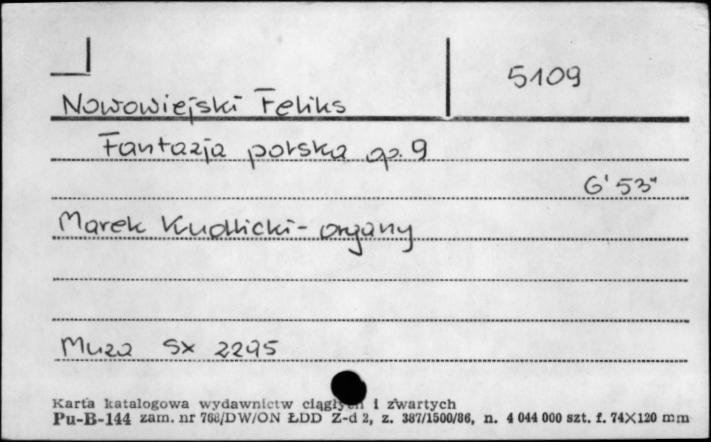 5109
Nowowiejski Feliks
Fantazja polska op. 9
6' 53"
Marek Kudlicki - organy
Muza SX 2295
Karta katalogowa wydawnictw ciągłych i zwartych
Pu-B-144 zam. nr 768/DW/ON ŁDD Z-d 2, z. 387/1500/86, n. 4 044 000 szt. f. 74X120 mm